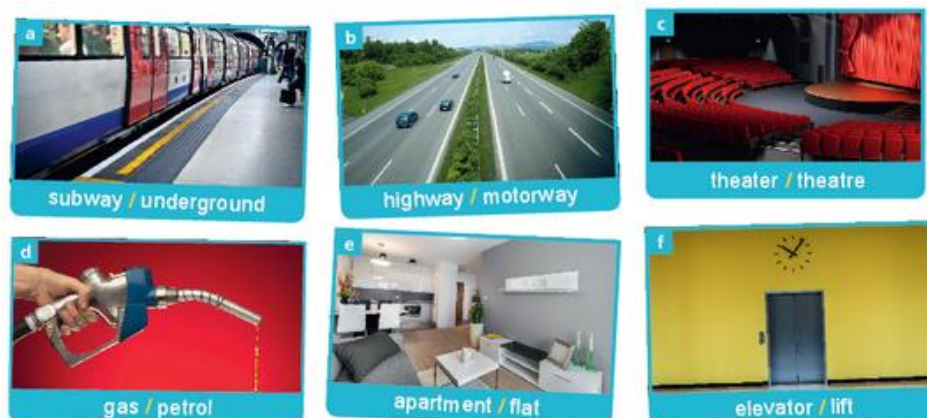 a
subway / underground
b
highway / motorway
c
theater / theatre
d
gas / petrol
e
apartment / flat
f
elevator / lift